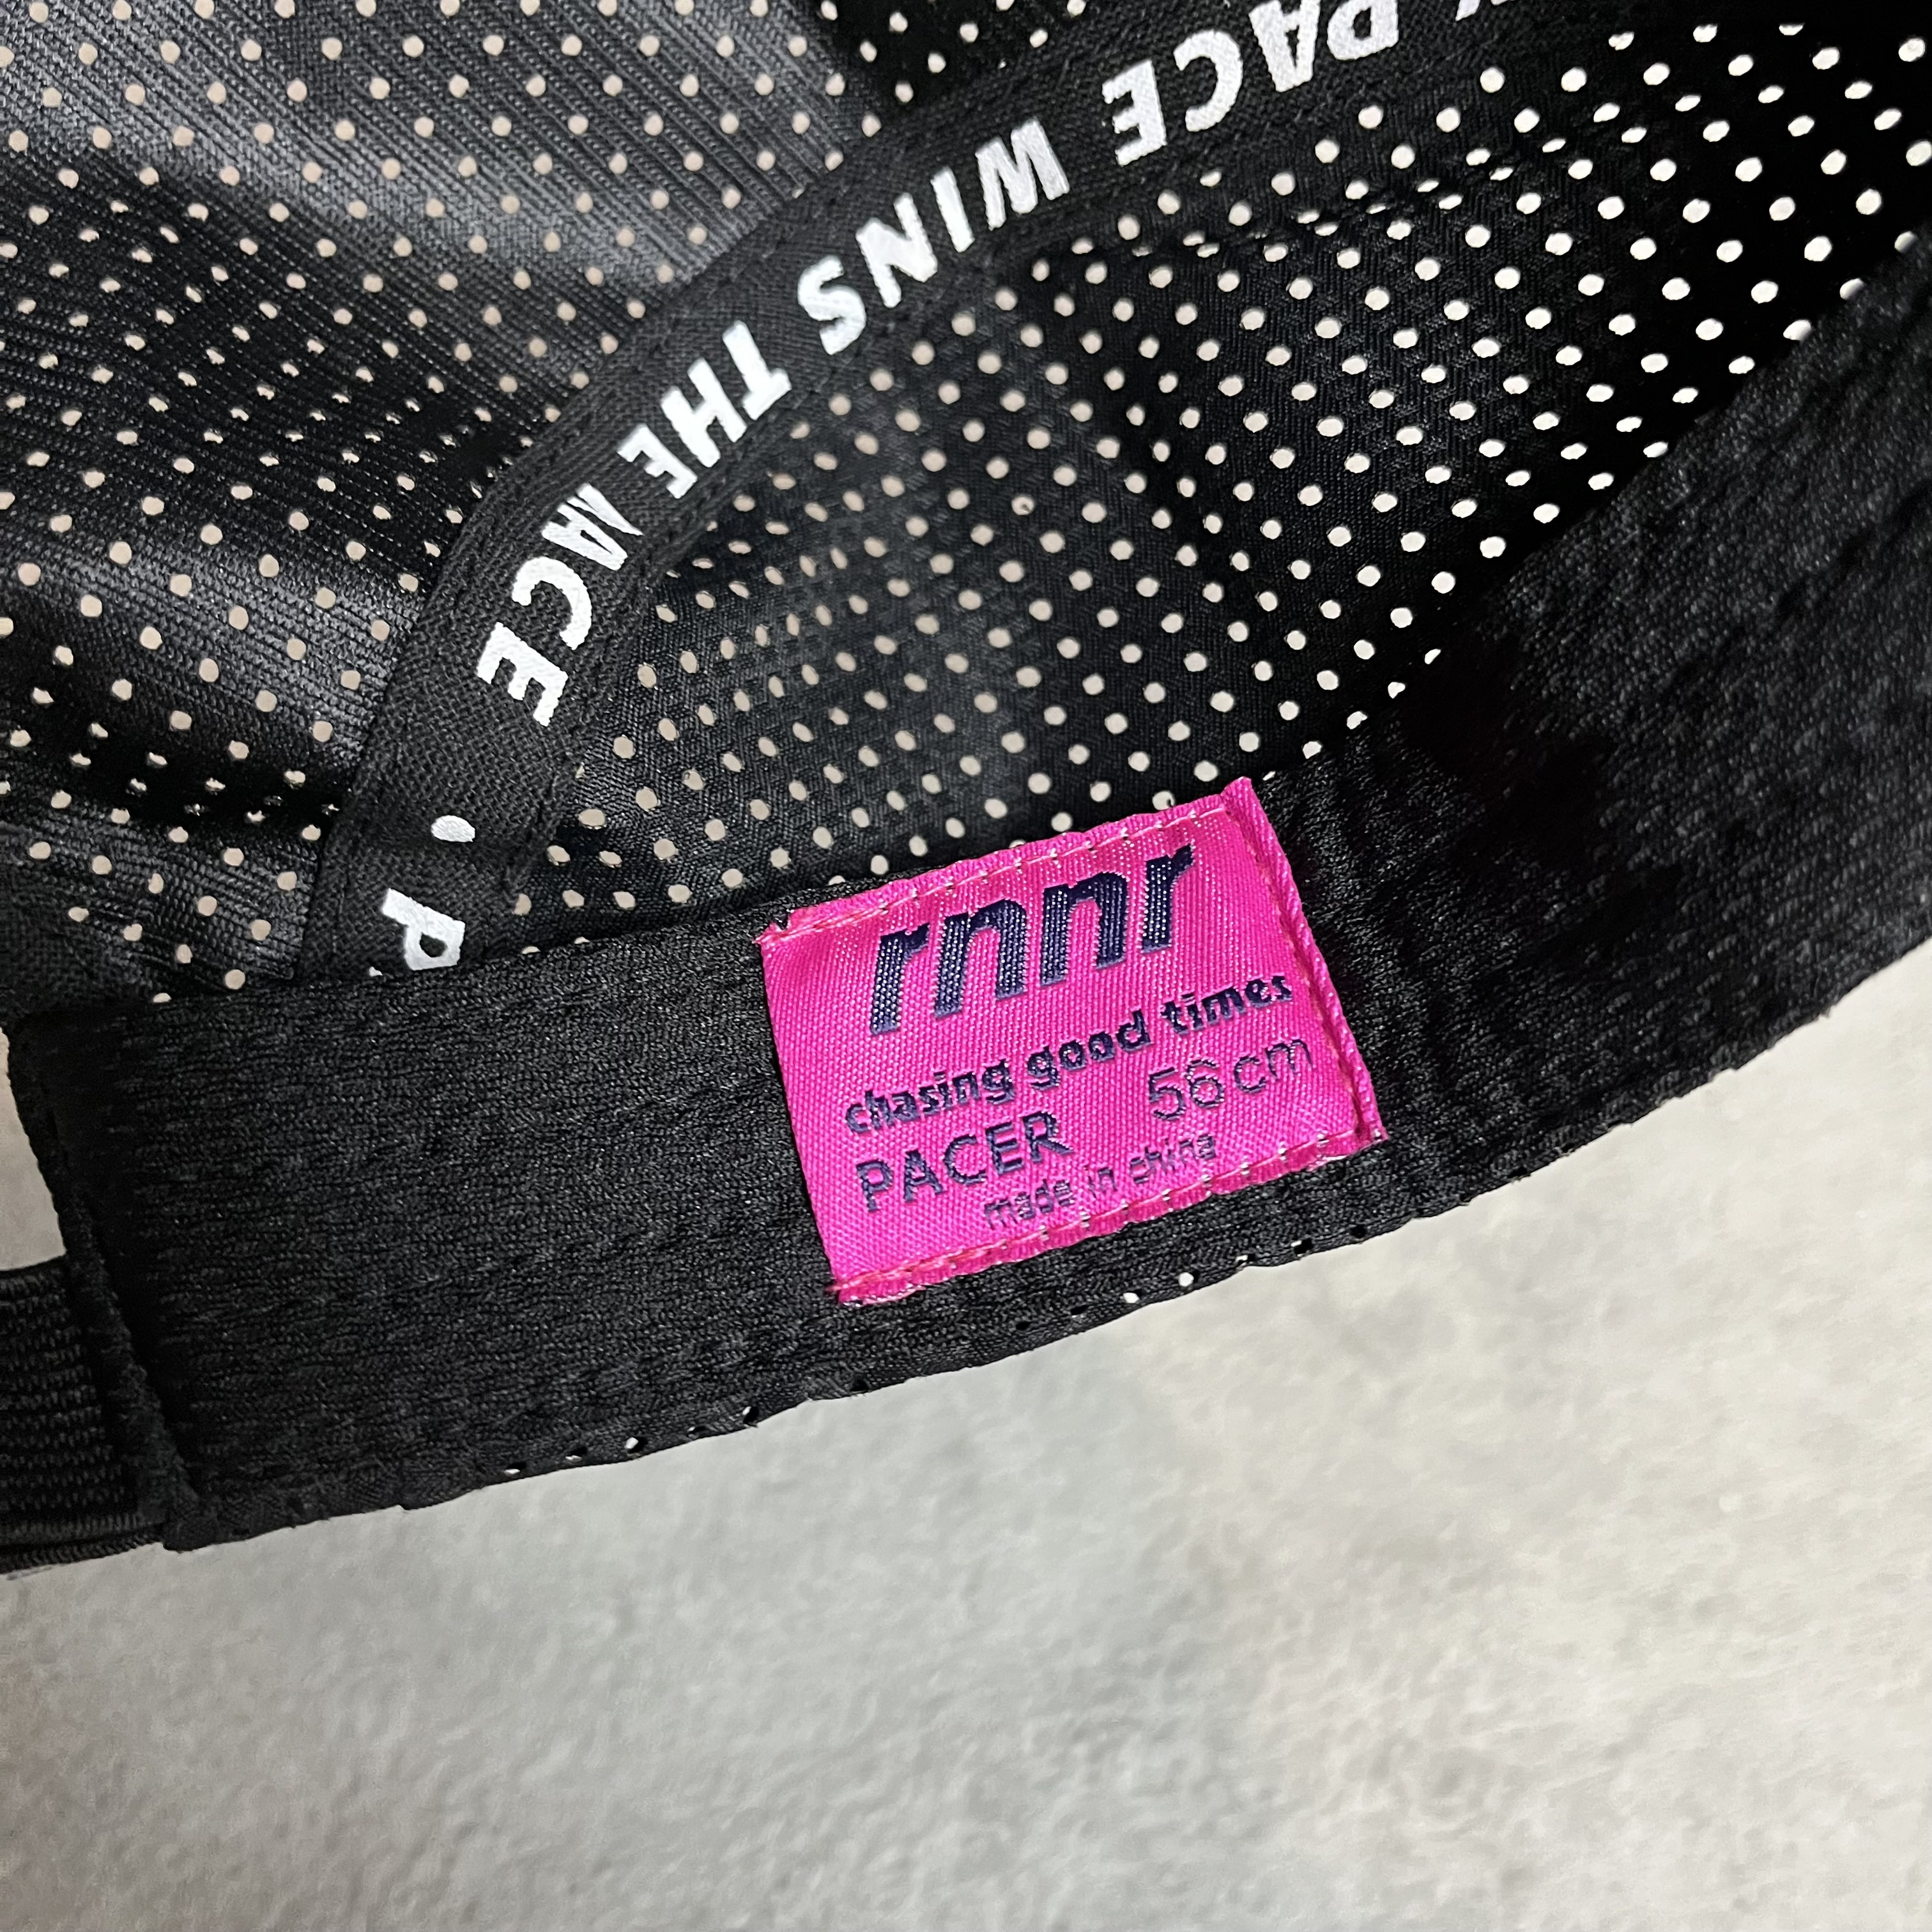 PACE WINS THE RACE
rnnr
chasing good times
PACER 56cm
made in china